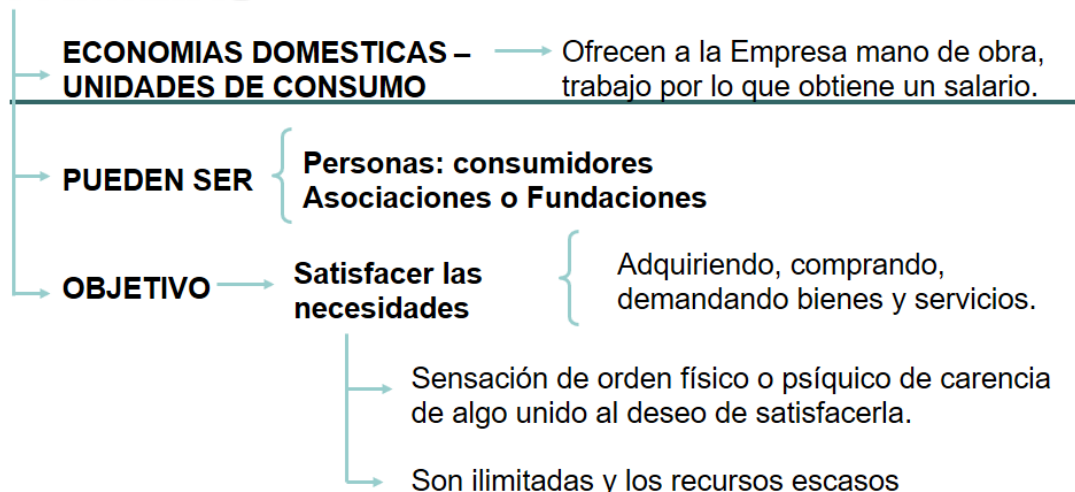 ECONOMIAS DOMESTICAS –
UNIDADES DE CONSUMO
Ofrecen a la Empresa mano de obra,
trabajo por lo que obtiene un salario.
PUEDEN SER
Personas: consumidores
Asociaciones o Fundaciones
OBJETIVO
Satisfacer las
necesidades
Adquiriendo, comprando,
demandando bienes y servicios.
Sensación de orden físico o psíquico de carencia
de algo unido al deseo de satisfacerla.
Son ilimitadas y los recursos escasos